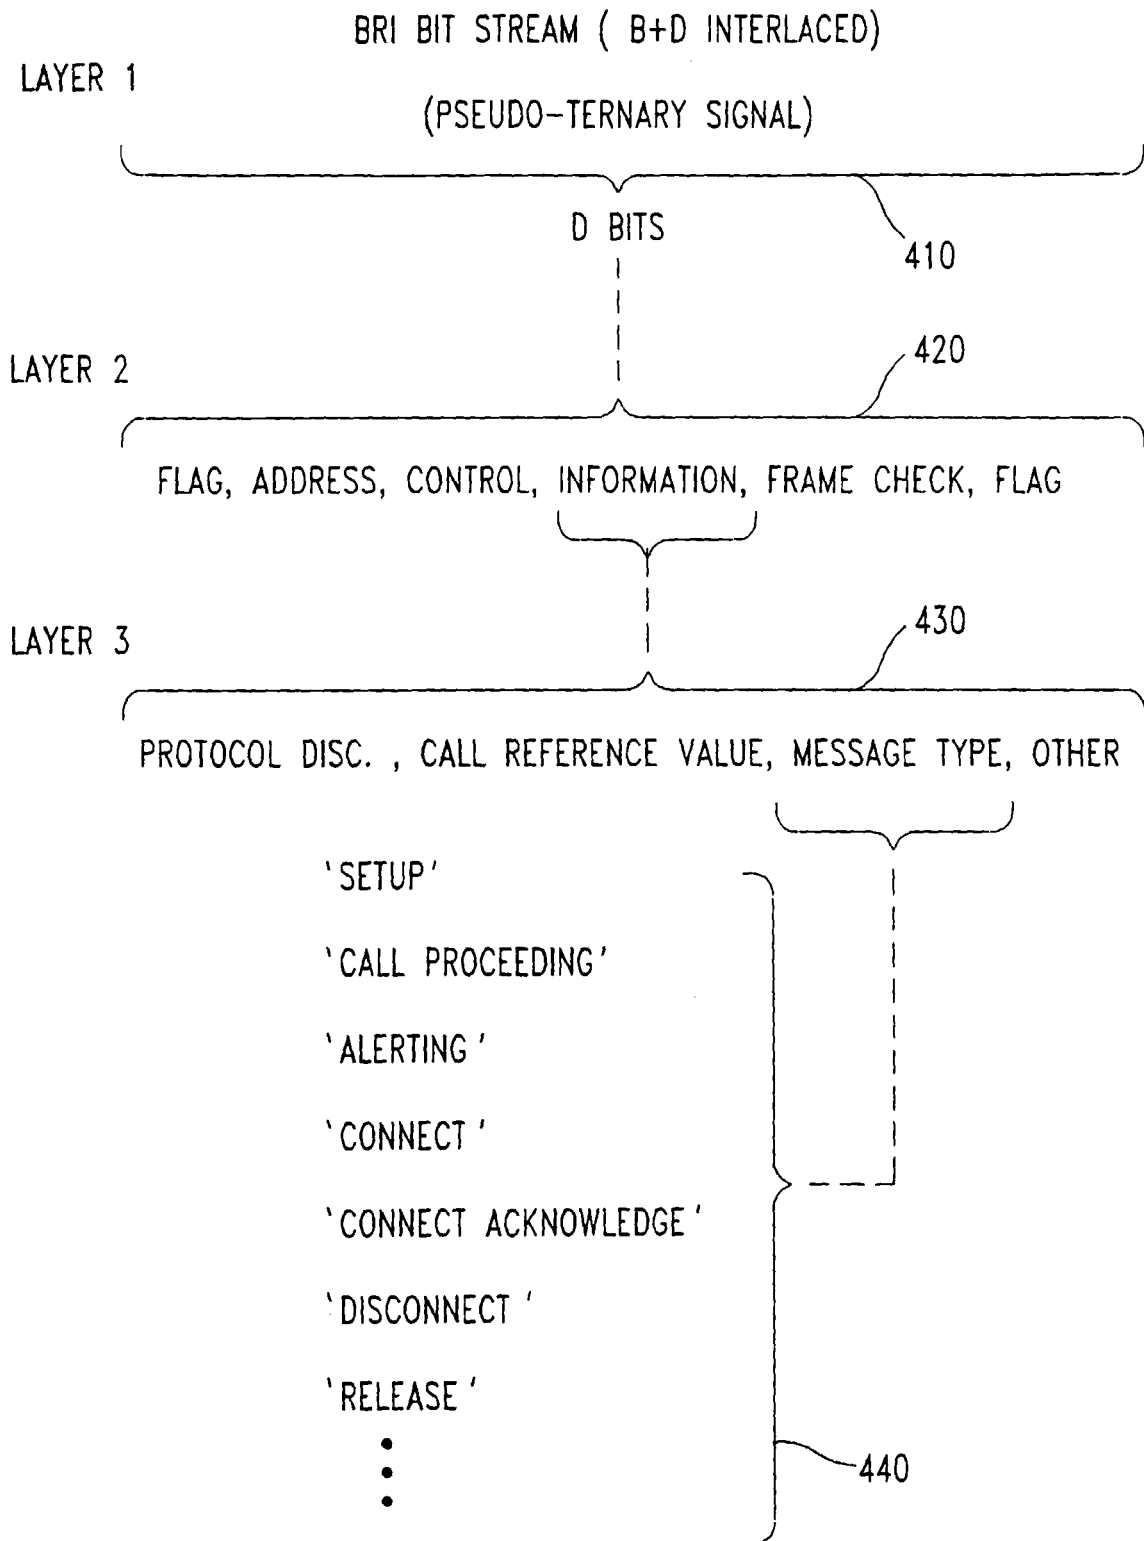 BRI BIT STREAM ( B+D INTERLACED)
LAYER 1
(PSEUDO-TERNARY SIGNAL)
D BITS
410
420
LAYER 2
FLAG, ADDRESS, CONTROL, INFORMATION, FRAME CHECK, FLAG
430
LAYER 3
PROTOCOL DISC. , CALL REFERENCE VALUE, MESSAGE TYPE, OTHER
'SETUP'
'CALL PROCEEDING'
'ALERTING'
'CONNECT'
'CONNECT ACKNOWLEDGE'
'DISCONNECT'
'RELEASE'
440